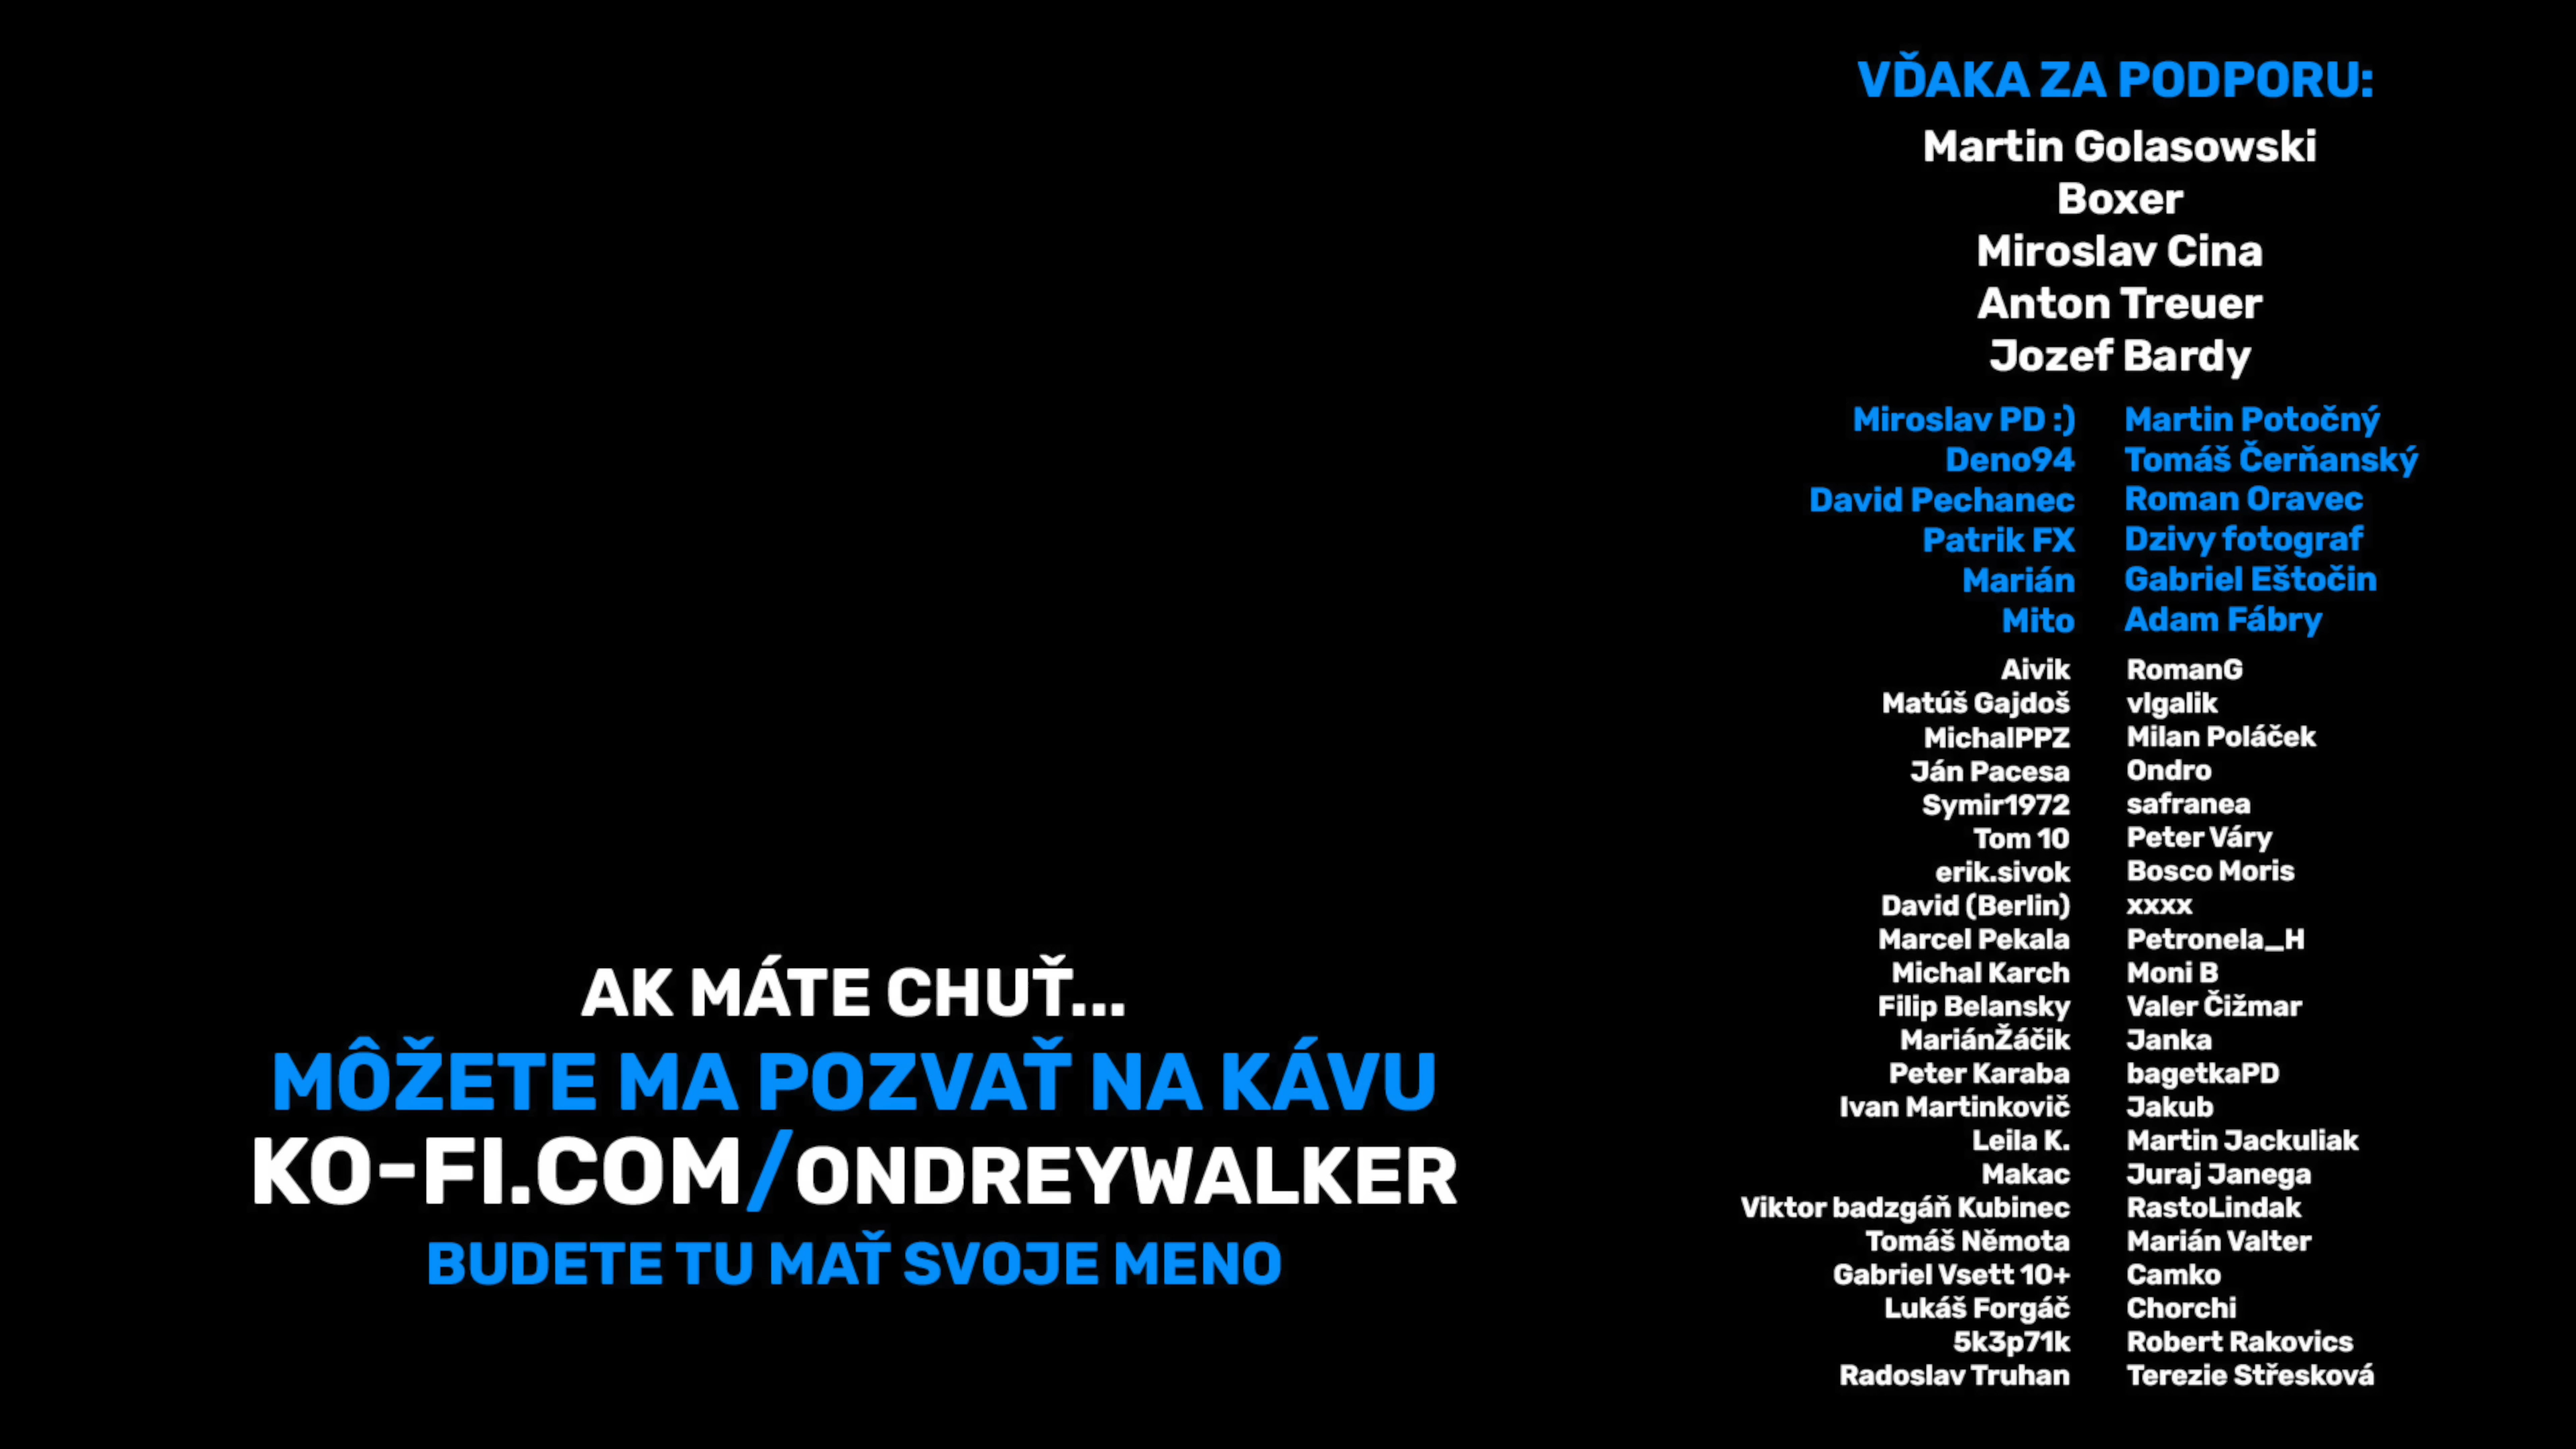 AK MÁTE CHUŤ...
MÔŽETE MA POZVAŤ NA KÁVU
KO-FI.COM/ONDREYWALKER
BUDETE TU MAŤ SVOJE MENO
VĎAKA ZA PODPORU:
Martin Golasowski
Boxer
Miroslav Cina
Anton Treuer
Jozef Bardy
Miroslav PD :) Martin Potočný
Deno94 Tomáš Čerňanský
David Pechanec Roman Oravec
Patrik FX Dzivy fotograf
Marián Gabriel Eštočin
Mito Adam Fábry
Aivik RomanG
Matúš Gajdoš vlgalik
MichalPPZ Milan Poláček
Ján Pacesa Ondro
Symir1972 safranea
Tom 10 Peter Váry
erik.sivok Bosco Moris
David (Berlin) xxxx
Marcel Pekala Petronela_H
Michal Karch Moni B
Filip Belansky Valer Čižmar
MariánŽáčik Janka
Peter Karaba bagetkaPD
Ivan Martinkovič Jakub
Leila K. Martin Jackuliak
Makac Juraj Janega
Viktor badzgáň Kubinec RastoLindak
Tomáš Němota Marián Valter
Gabriel Vsett 10+ Camko
Lukáš Forgáč Chorchi
5k3p71k Robert Rakovics
Radoslav Truhan Terezie Střesková